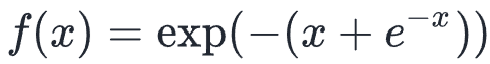 f(x) = exp(−(x + e^{−x}))